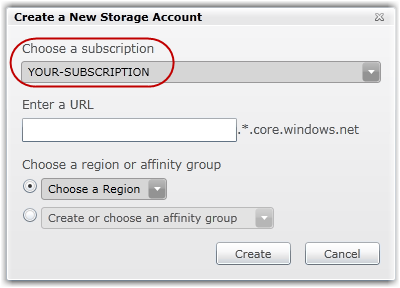 Create a New Storage Account
Choose a subscription
YOUR-SUBSCRIPTION
Enter a URL
.*.core.windows.net
Choose a region or affinity group
Choose a Region
Create or choose an affinity group
Create Cancel